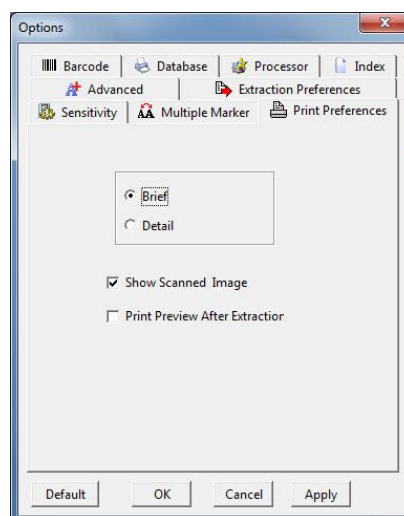 Options
Barcode Database Processor Index
Advanced Extraction Preferences
Sensitivity Multiple Marker Print Preferences
Brief
Detail
Show Scanned Image
Print Preview After Extraction
Default OK Cancel Apply